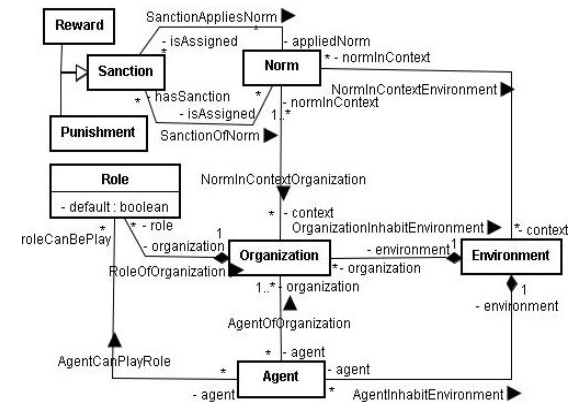 Reward
SanctionAppliesNorm
- isAssigned
*
*
- appliedNorm
Sanction
Norm
* - normInContext
*
- hasSanction
*
- normInContext
NormInContextEnvironment
- isAssigned
1..*
Punishment
SanctionOfNorm
Role
NormInContextOrganization
- default : boolean
* - role
* - context
*
roleCanBePlay
1
OrganizationInhabitEnvironment
* - context
- organization
- environment
1
Organization
Environment
RoleOfOrganization
* - organization
1..* - organization
1
- environment
AgentOfOrganization
AgentCanPlayRole
* - agent
*
- agent
Agent
- agent
*
AgentInhabitEnvironment